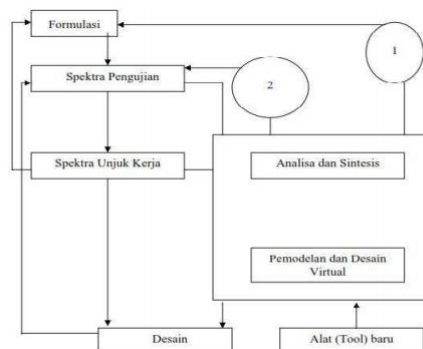 Formulasi
1
Spektra Pengujian
2
Spektra Unjuk Kerja
Analisa dan Sintesis
Pemodelan dan Desain
Virtual
Desain
Alat (Tool) baru